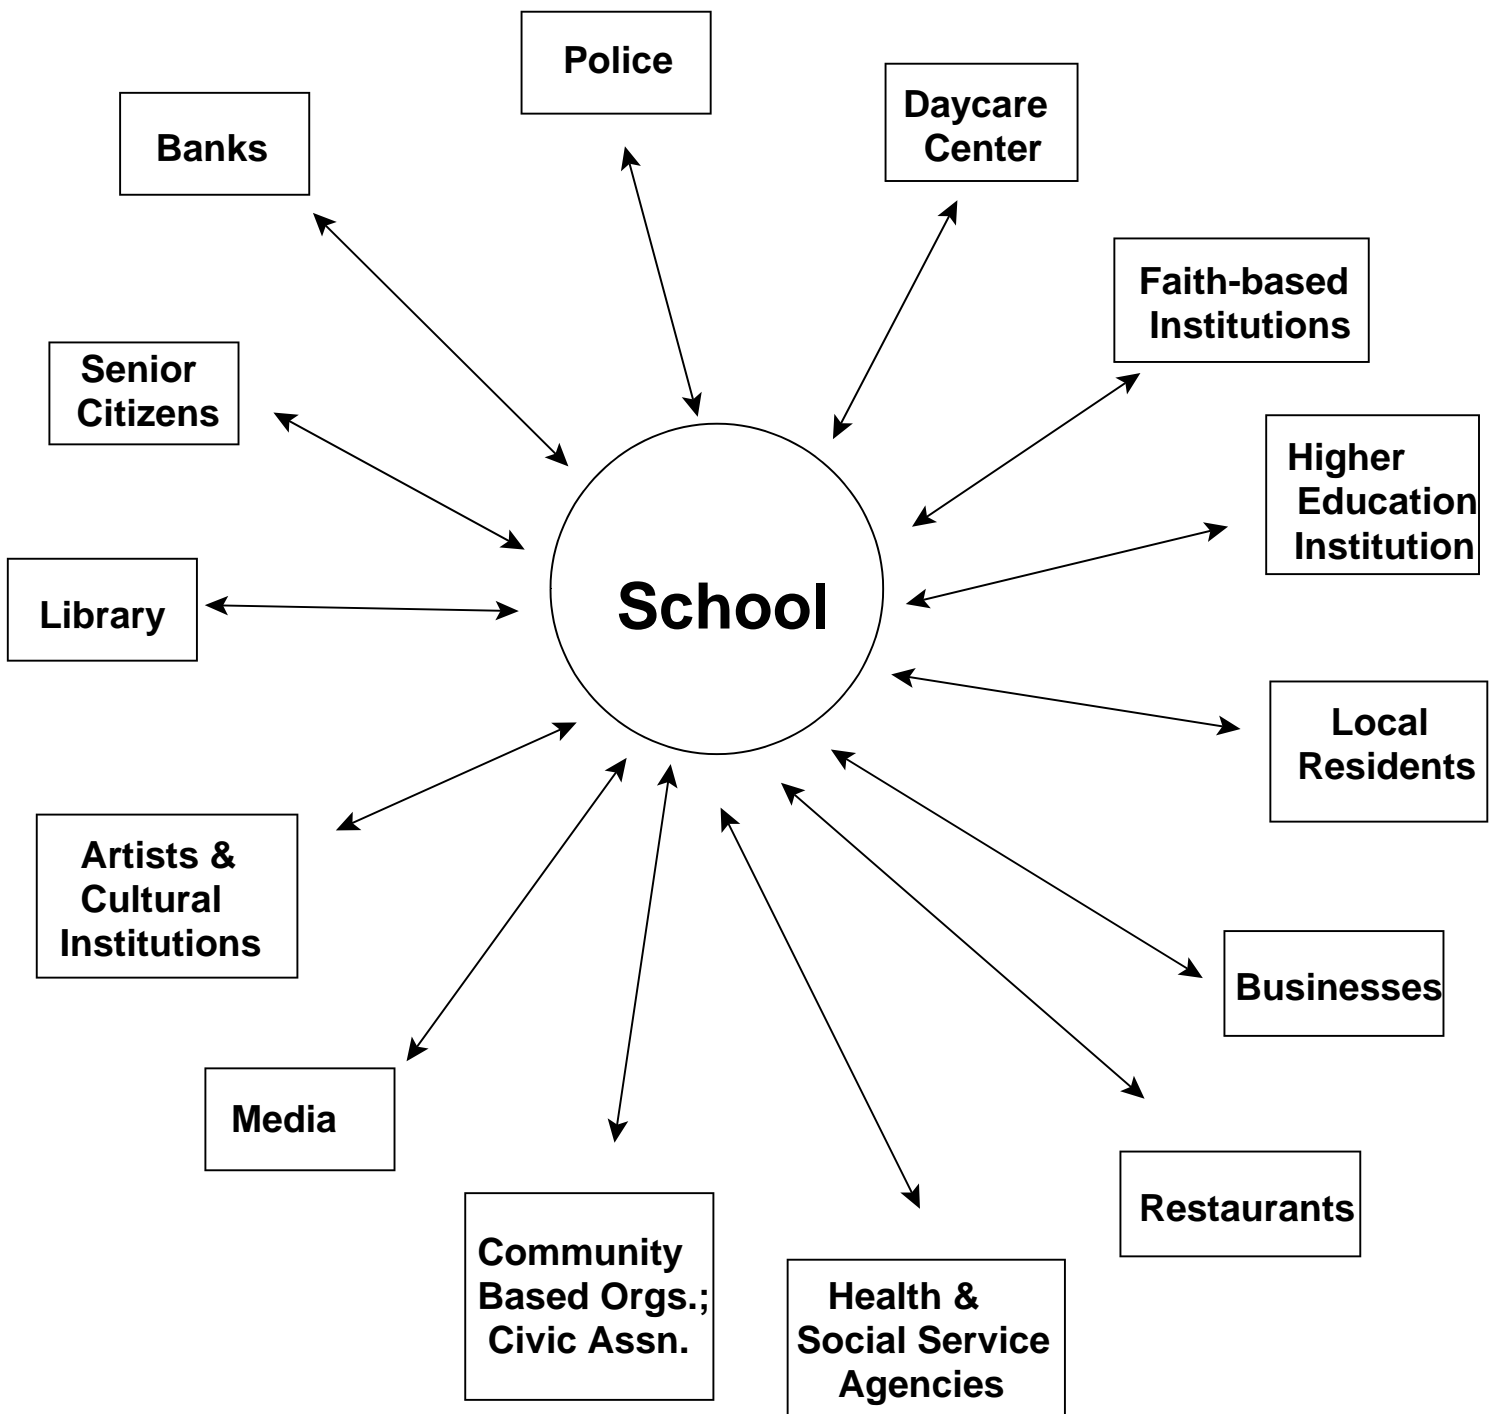 Police
Daycare
Center
Banks
Faith-based
Institutions
Senior
Citizens
Higher
Education
Institution
School
Library
Local
Residents
Artists &
Cultural
Institutions
Businesses
Media
Restaurants
Community
Based Orgs.;
Civic Assn.
Health &
Social Service
Agencies